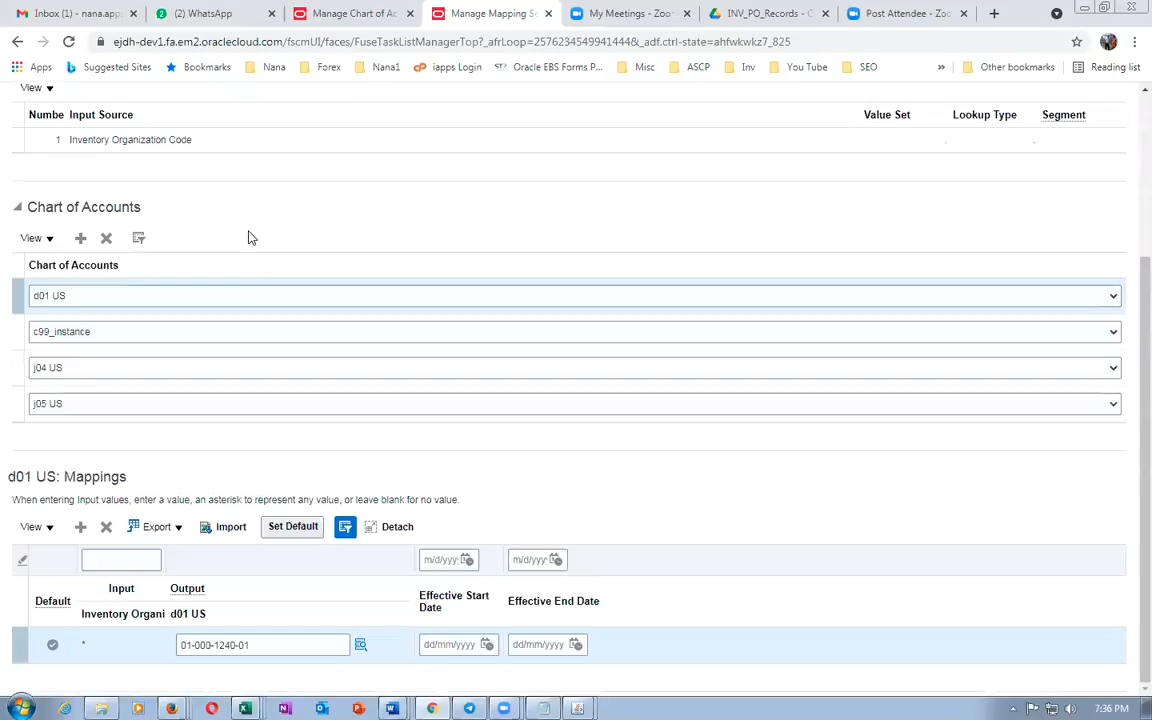 Inbox (1) - nana.app
(2) WhatsApp
Manage Chart of Ac
Manage Mapping Se
My Meetings - Zoo
INV_PO_Records - G
Post Attendee - Zoo
ejdh-dev1.fa.em2.oraclecloud.com/fscmUI/faces/FuseTaskListManagerTop?_afrLoop=2576234549941444&_adf.ctrl-state=ahfwkwkz7_825
Apps
Suggested Sites
Bookmarks
Nana
Forex
Nana1
iapps Login
Oracle EBS Forms P...
Misc
ASCP
Inv
You Tube
SEO
»
Other bookmarks
Reading list
View
Numbe Input Source Value Set Lookup Type Segment
1 Inventory Organization Code
Chart of Accounts
View
Chart of Accounts
d01 US
c99_instance
j04 US
j05 US
d01 US: Mappings
When entering Input values, enter a value, an asterisk to represent any value, or leave blank for no value.
View Export Import Set Default Detach
m/d/yyy m/d/yyy
Default
Input Output
Inventory Organi d01 US
Effective Start
Date
Effective End Date
* 01-000-1240-01 dd/mm/yyyy dd/mm/yyyy
7:36 PM